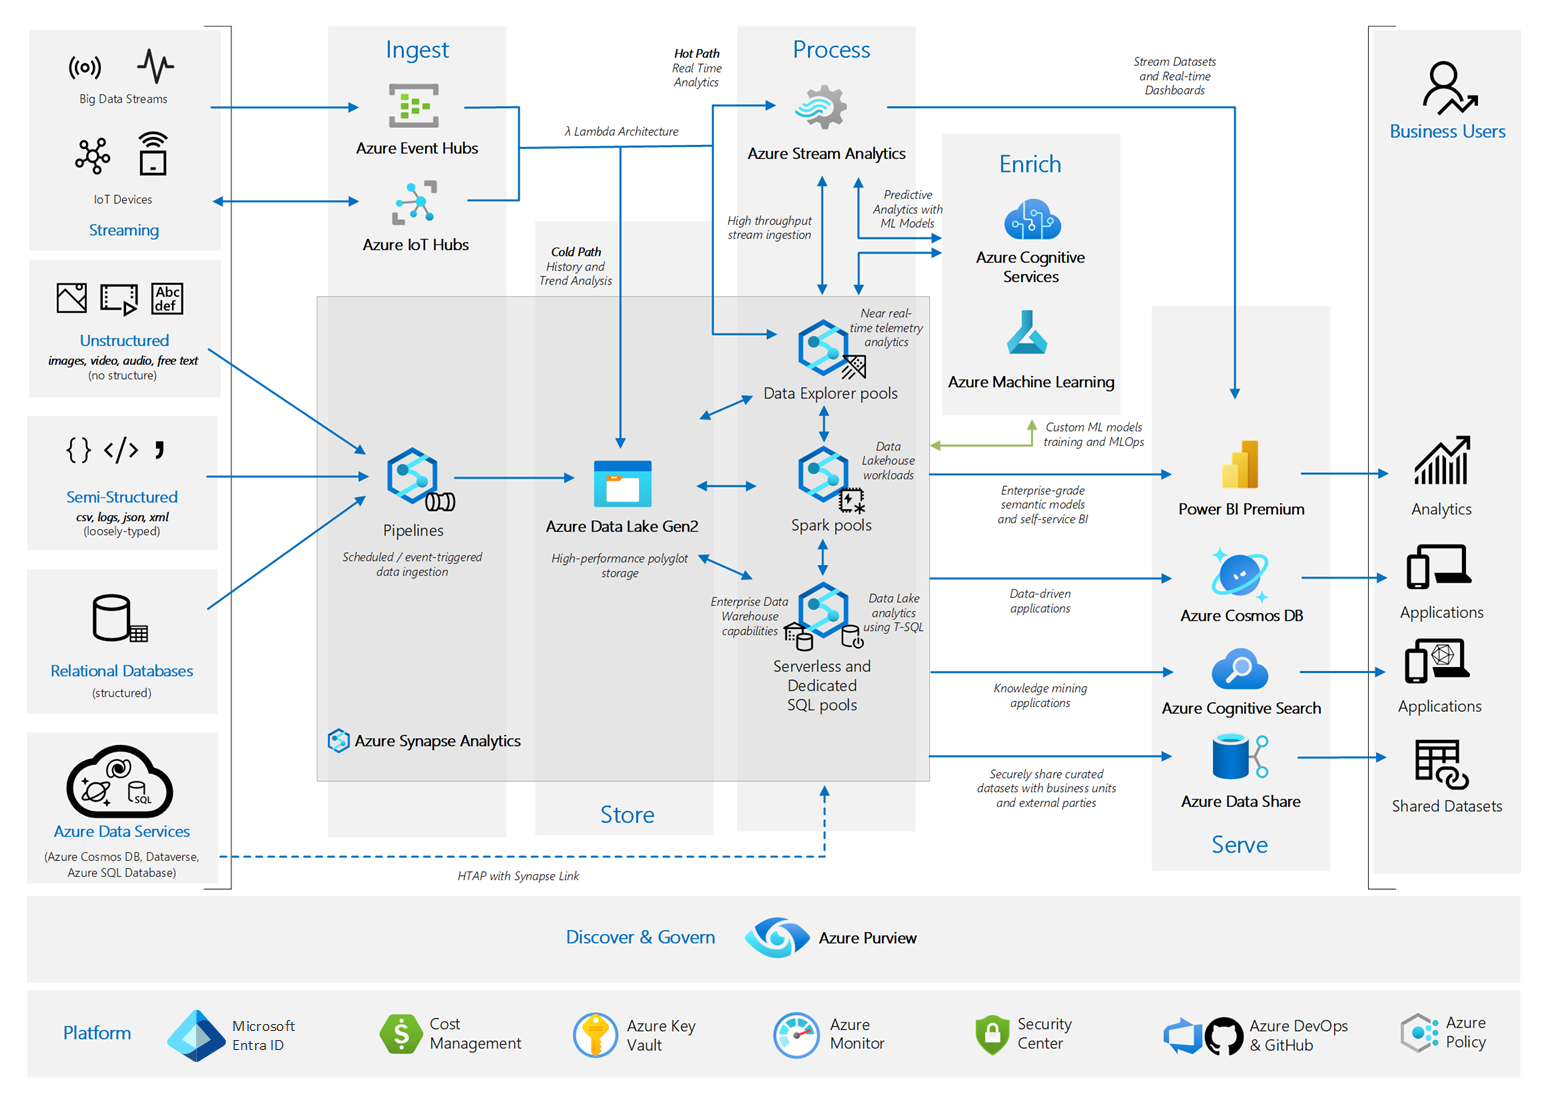 Big Data Streams
IoT Devices
Streaming
Abc
def
Unstructured
images, video, audio, free text
(no structure)
{} </> ,
Semi-Structured
csv, logs, json, xml
(loosely-typed)
Relational Databases
(structured)
SQL
Azure Data Services
(Azure Cosmos DB, Dataverse,
Azure SQL Database)
Ingest
Azure Event Hubs
Azure IoT Hubs
λ Lambda Architecture
Hot Path
Real Time
Analytics
Cold Path
History and
Trend Analysis
Pipelines
Scheduled / event-triggered
data ingestion
Azure Synapse Analytics
Azure Data Lake Gen2
High-performance polyglot
storage
Store
HTAP with Synapse Link
Process
Azure Stream Analytics
High throughput
stream ingestion
Predictive
Analytics with
ML Models
Near real-
time telemetry
analytics
Data Explorer pools
Data
Lakehouse
workloads
Spark pools
Enterprise Data
Warehouse
capabilities
Data Lake
analytics
using T-SQL
Serverless and
Dedicated
SQL pools
Enrich
Azure Cognitive
Services
Azure Machine Learning
Custom ML models
training and MLOps
Stream Datasets
and Real-time
Dashboards
Enterprise-grade
semantic models
and self-service BI
Data-driven
applications
Knowledge mining
applications
Securely share curated
datasets with business units
and external parties
Power BI Premium
Azure Cosmos DB
Azure Cognitive Search
Azure Data Share
Serve
Business Users
Analytics
Applications
Applications
Shared Datasets
Discover & Govern
Azure Purview
Platform
Microsoft
Entra ID
$
Cost
Management
Azure Key
Vault
Azure
Monitor
Security
Center
Azure DevOps
& GitHub
Azure
Policy